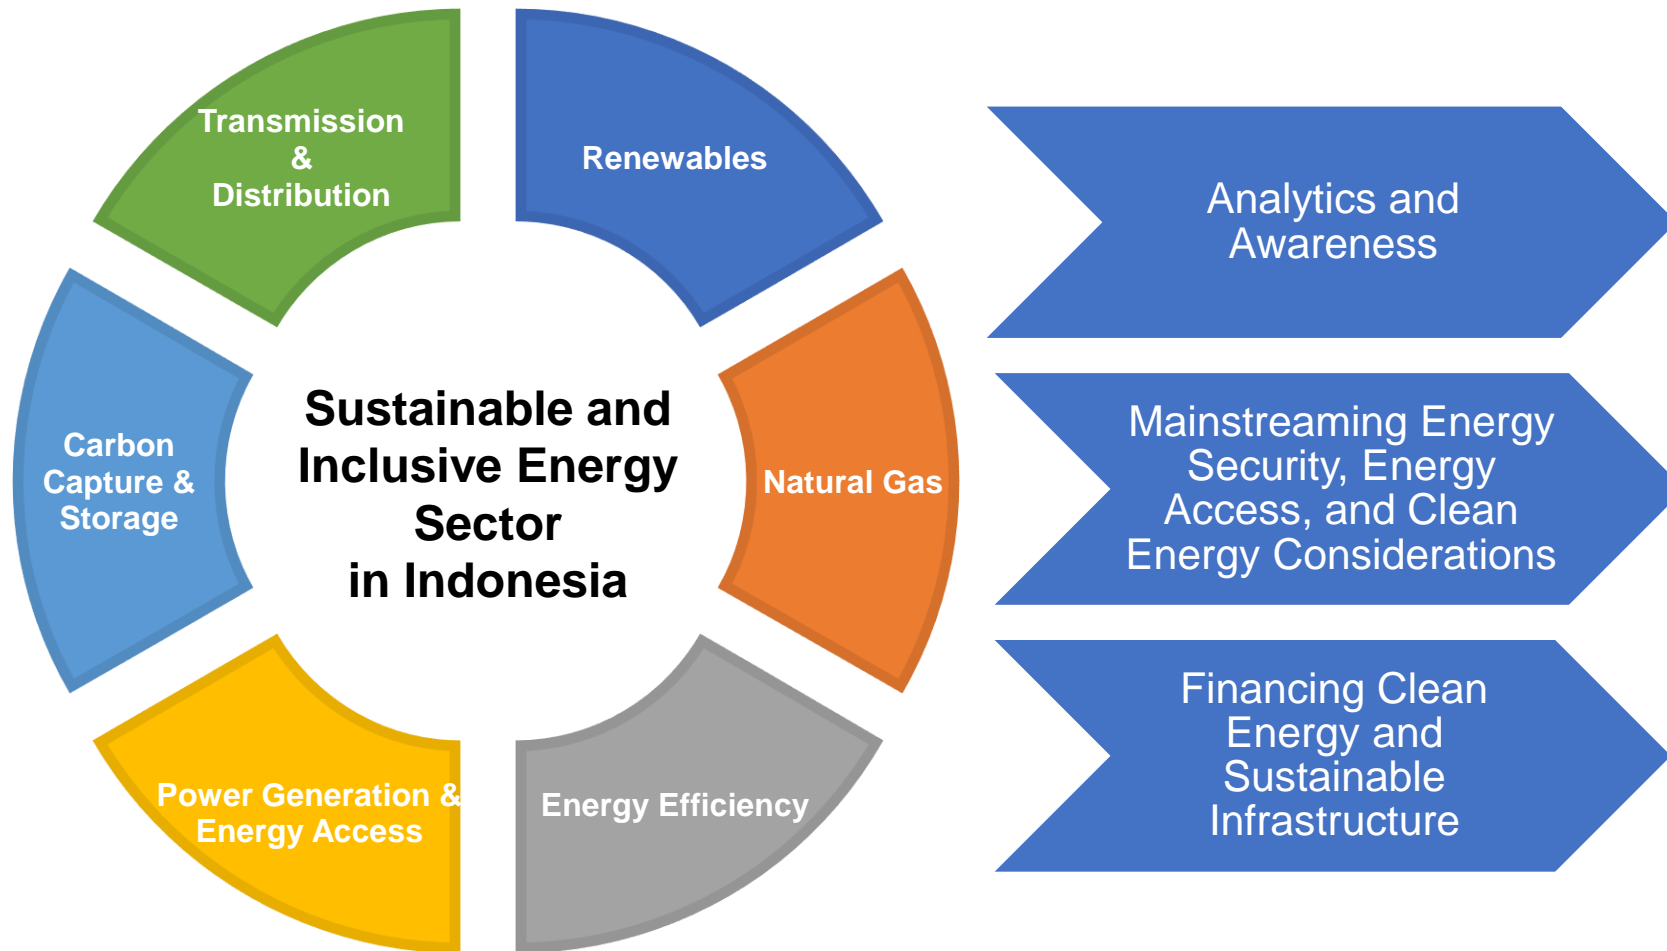 Transmission
&
Distribution
Renewables
Carbon
Capture &
Storage
Sustainable and
Inclusive Energy
Sector
in Indonesia
Natural Gas
Power Generation &
Energy Access
Energy Efficiency
Analytics and
Awareness
Mainstreaming Energy
Security, Energy
Access, and Clean
Energy Considerations
Financing Clean
Energy and
Sustainable
Infrastructure